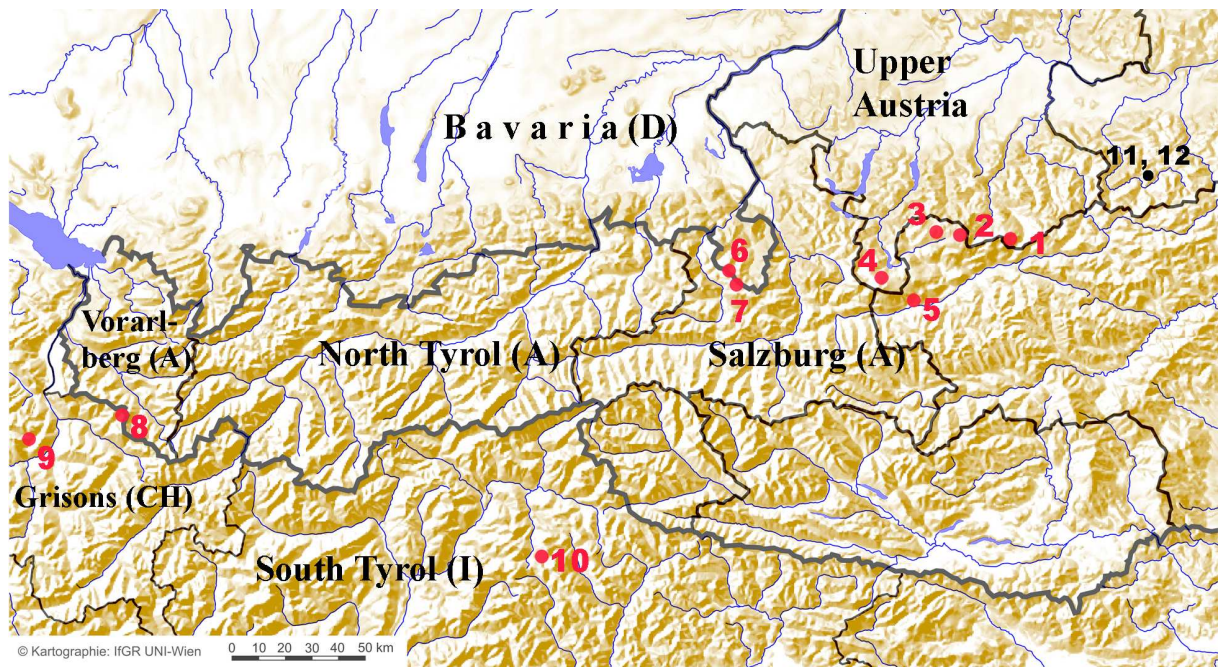 Upper
Austria
B a v a r i a (D)
11, 12
3
2
1
6
4
7
5
Vorarl-
berg (A)
North Tyrol (A)
Salzburg (A)
8
9
Grisons (CH)
South Tyrol (I)
10
© Kartographie: IfGR UNI-Wien
0 10 20 30 40 50 km